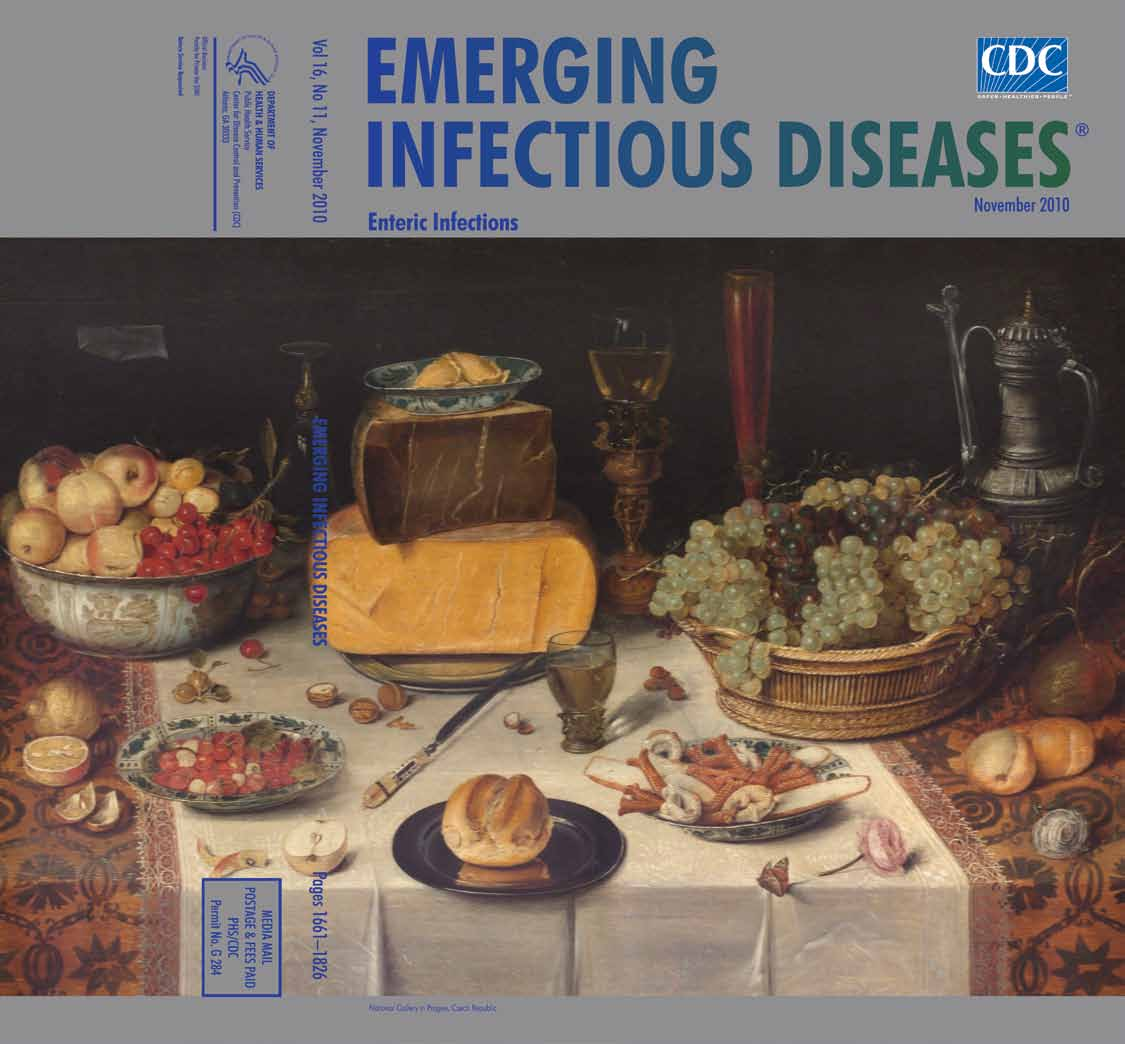 EMERGING
INFECTIOUS DISEASES®
November 2010
Enteric Infections
CDC
SAFER • HEALTHIER • PEOPLE™
Vol 16, No 11, November 2010
DEPARTMENT OF
HEALTH & HUMAN SERVICES
Public Health Service
Center for Disease Control and Prevention (CDC)
Atlanta, GA 30333
Official Business
Penalty for Private Use $300
Return Service Requested
EMERGING INFECTIOUS DISEASES
Pages 1661–1826
MEDIA MAIL
POSTAGE & FEES PAID
PHS/CDC
Permit No. G 284
National Gallery in Prague, Czech Republic